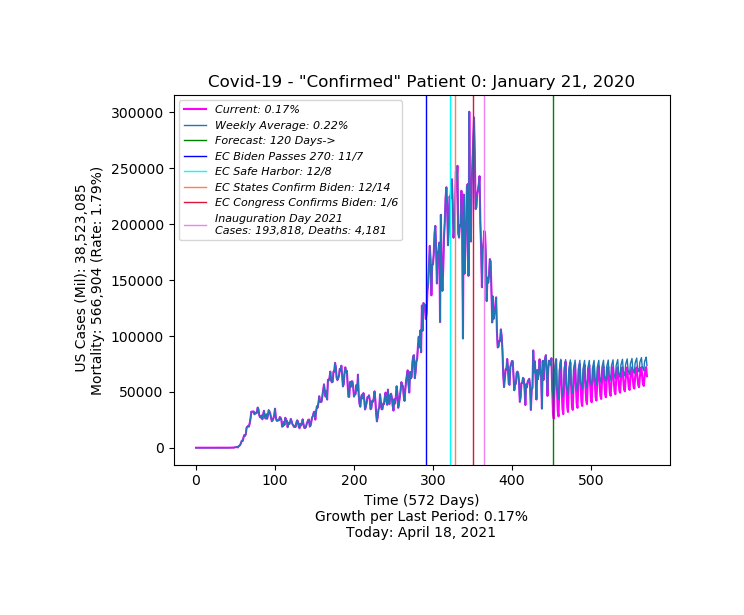 Covid-19 - "Confirmed" Patient 0: January 21, 2020
US Cases (Mil): 38,523,085
Mortality: 566,904 (Rate: 1.79%)
300000
250000
200000
150000
100000
50000
0
Current: 0.17%
Weekly Average: 0.22%
Forecast: 120 Days->
EC Biden Passes 270: 11/7
EC Safe Harbor: 12/8
EC States Confirm Biden: 12/14
EC Congress Confirms Biden: 1/6
Inauguration Day 2021
Cases: 193,818, Deaths: 4,181
0 100 200 300 400 500
Time (572 Days)
Growth per Last Period: 0.17%
Today: April 18, 2021